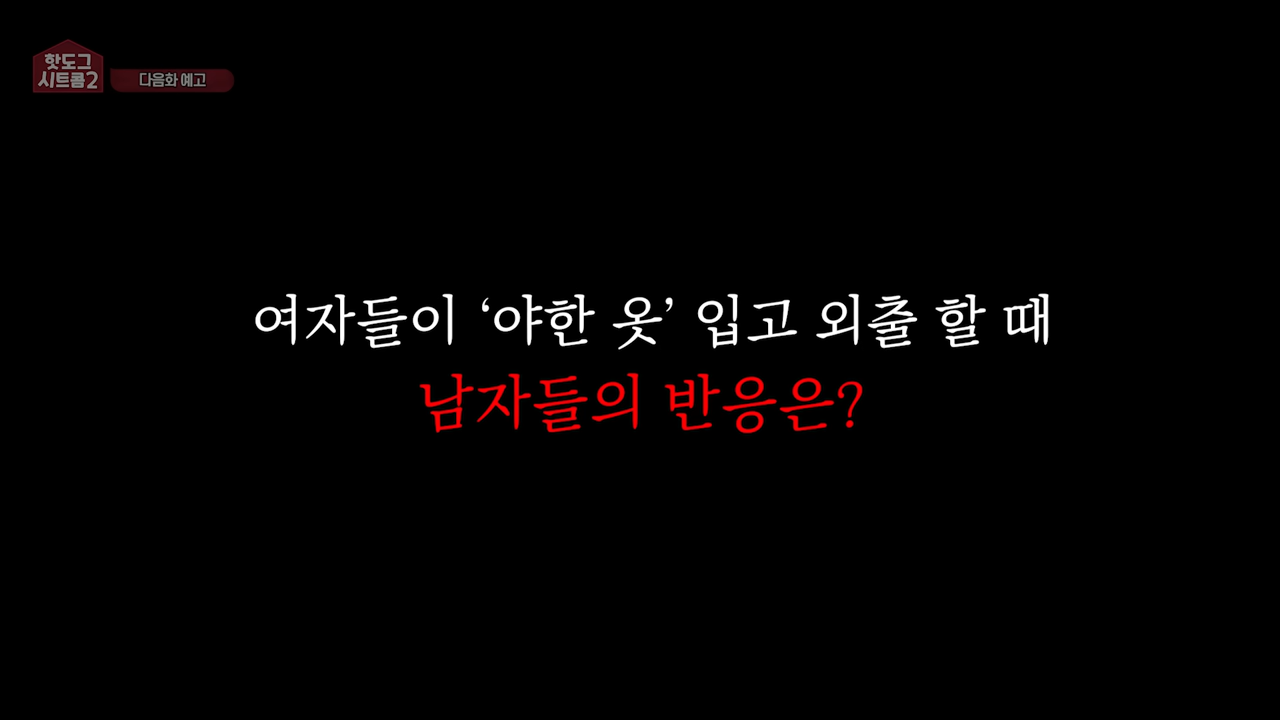 핫도그
시트콤2
다음화 예고
여자들이 ‘야한 옷’ 입고 외출 할 때
남자들의 반응은?